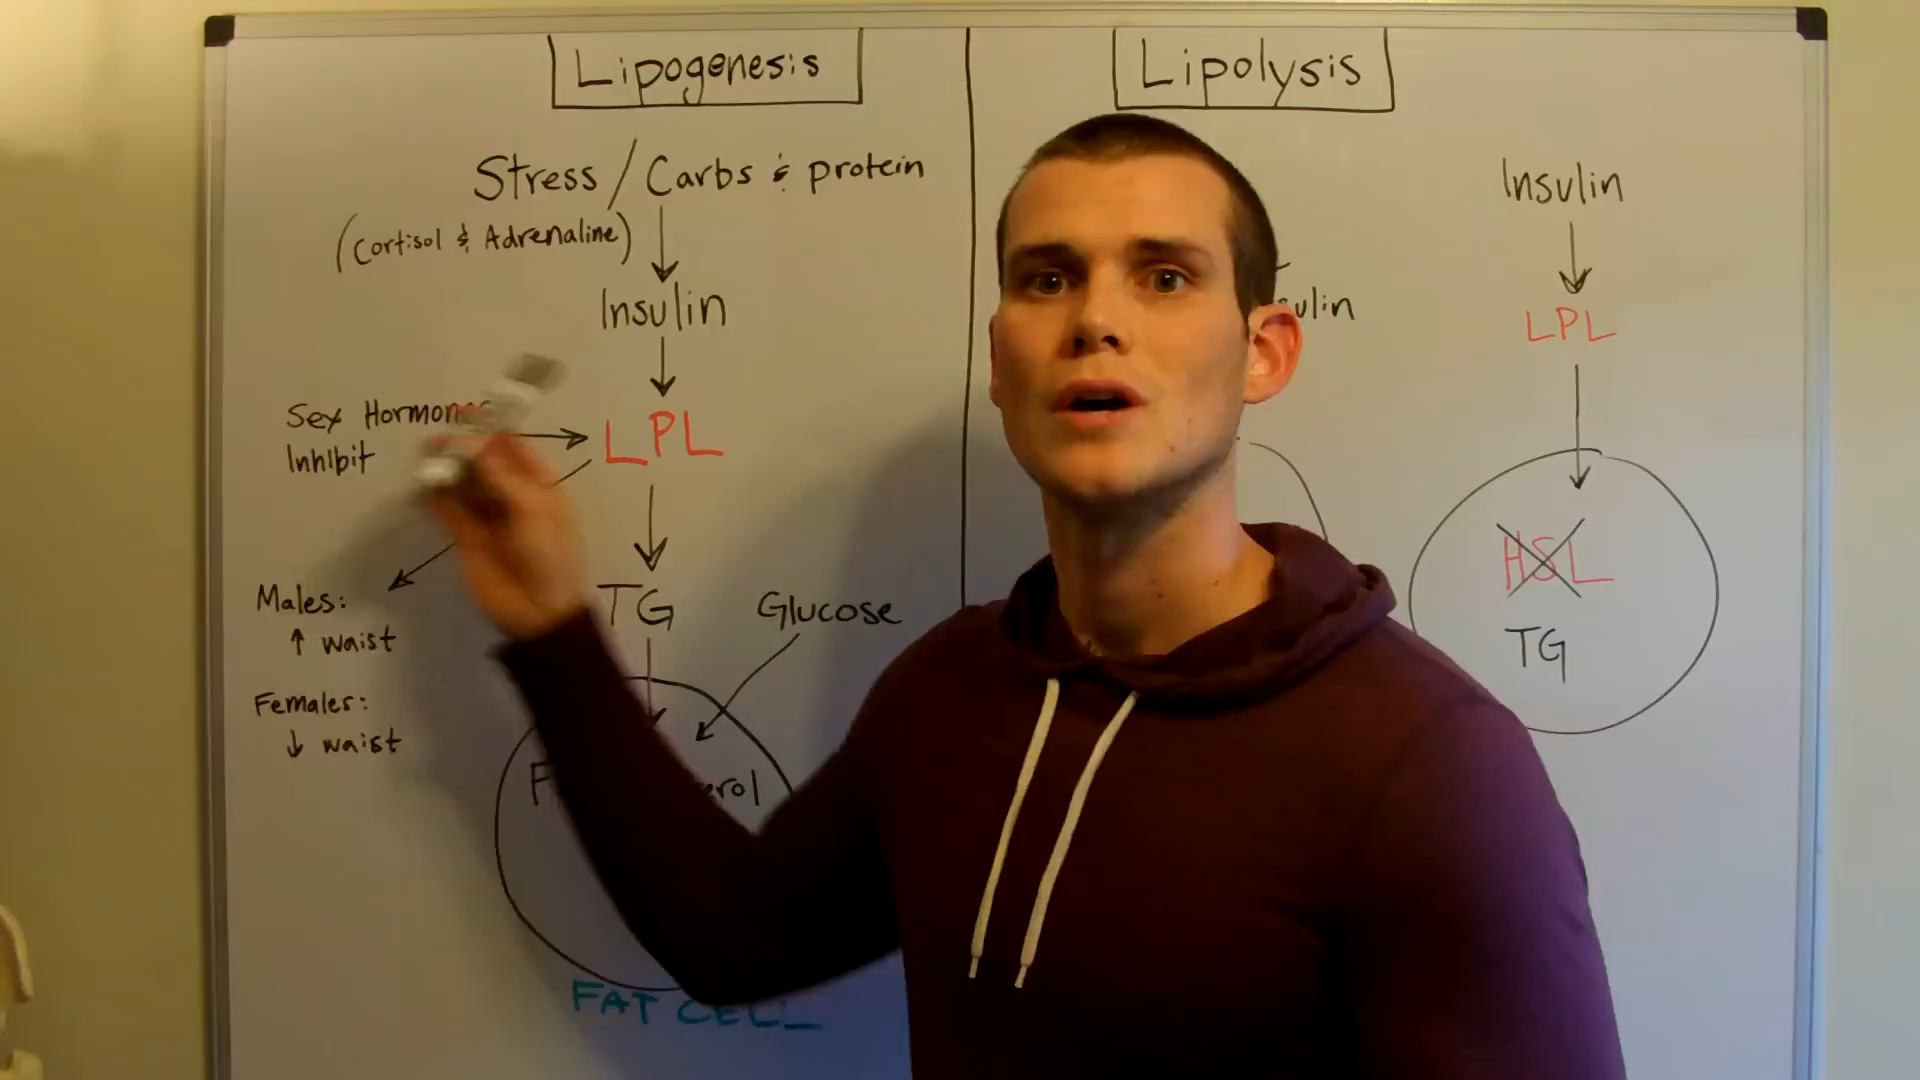 Lipogenesis
Stress / Carbs & protein
(Cortisol & Adrenaline)
Insulin
Sex Hormones
Inhibit
LPL
TG
Glucose
Males:
↑ waist
Females:
↓ waist
FAT CELL
Lipolysis
Insulin
LPL
HSL
TG